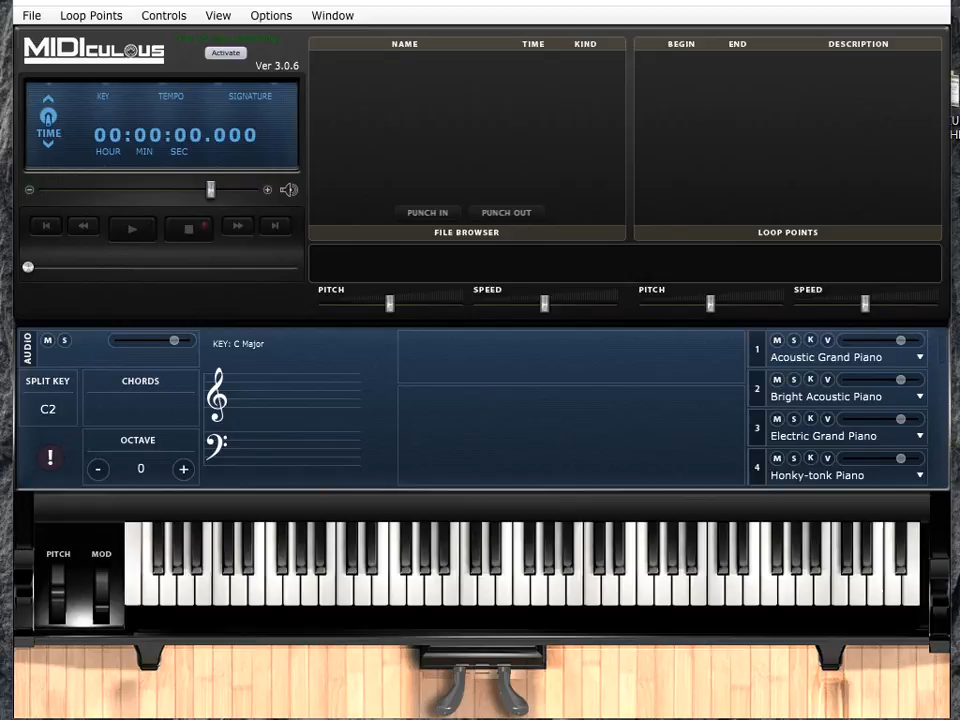 File Loop Points Controls View Options Window
MIDIculous
Activate
Ver 3.0.6
KEY TEMPO SIGNATURE
TIME
00:00:00.000
HOUR MIN SEC
NAME TIME KIND
PUNCH IN PUNCH OUT
FILE BROWSER
BEGIN END DESCRIPTION
LOOP POINTS
PITCH SPEED PITCH SPEED
AUDIO
M S
KEY: C Major
SPLIT KEY
C2
CHORDS
OCTAVE
- 0 +
!
1 M S K V
Acoustic Grand Piano
2 M S K V
Bright Acoustic Piano
3 M S K V
Electric Grand Piano
4 M S K V
Honky-tonk Piano
PITCH MOD